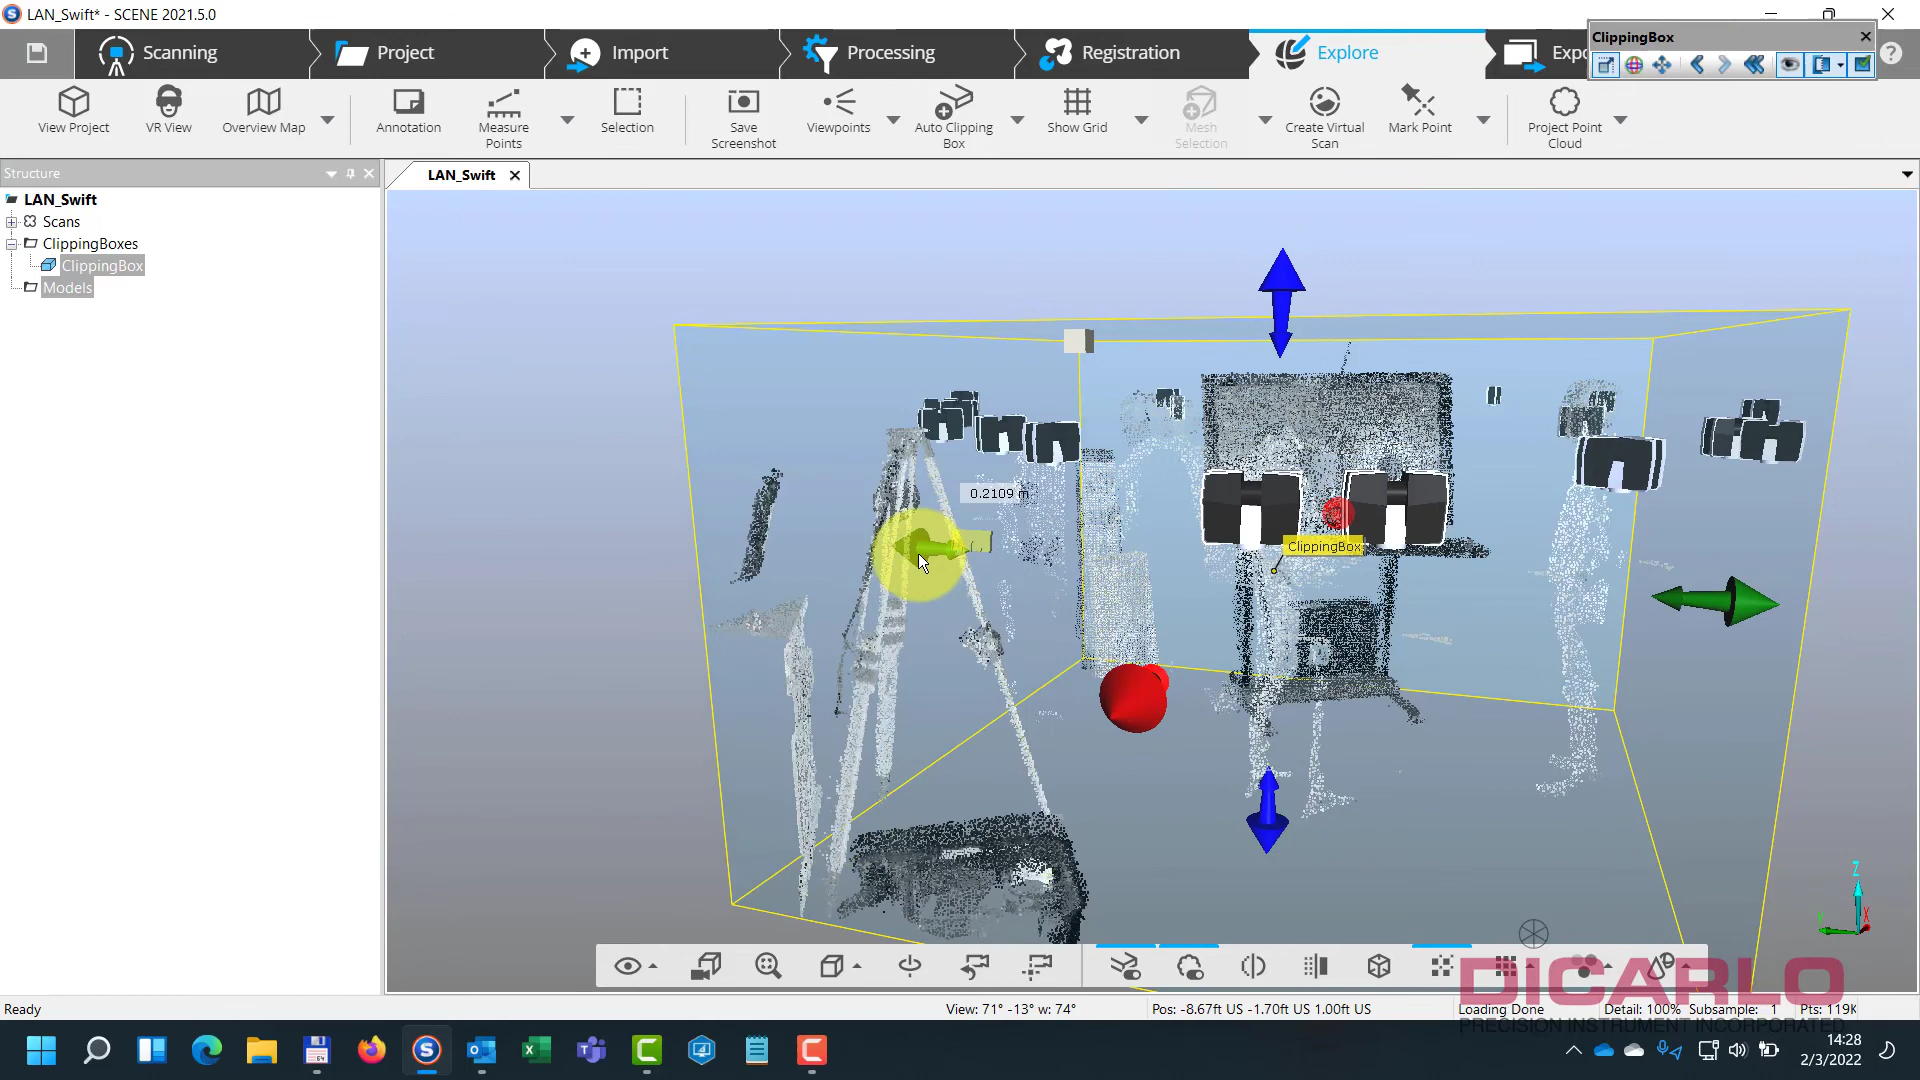 LAN_Swift* - SCENE 2021.5.0
Scanning
Project
Import
Processing
Registration
Explore
ClippingBox
View Project
VR View
Overview Map
Annotation
Measure
Points
Selection
Save
Screenshot
Viewpoints
Auto Clipping
Box
Show Grid
Mesh
Selection
Create Virtual
Scan
Mark Point
Project Point
Cloud
Structure
LAN_Swift
LAN_Swift
Scans
ClippingBoxes
ClippingBox
Models
0.2109 m
ClippingBox
Z
X
Y
DICARLO
PRECISION INSTRUMENT INCORPORATED
Ready
View: 71° -13° w: 74°
Pos: -8.67ft US -1.70ft US 1.00ft US
Loading Done
Detail: 100%
Subsample: 1
Pts: 119K
14:28
2/3/2022